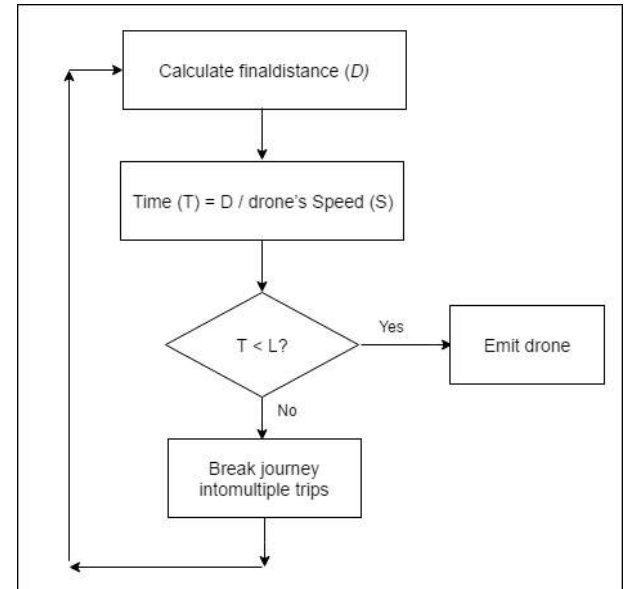 Calculate finaldistance (D)
Time (T) = D / drone's Speed (S)
T < L?
Yes
Emit drone
No
Break journey
intomultiple trips